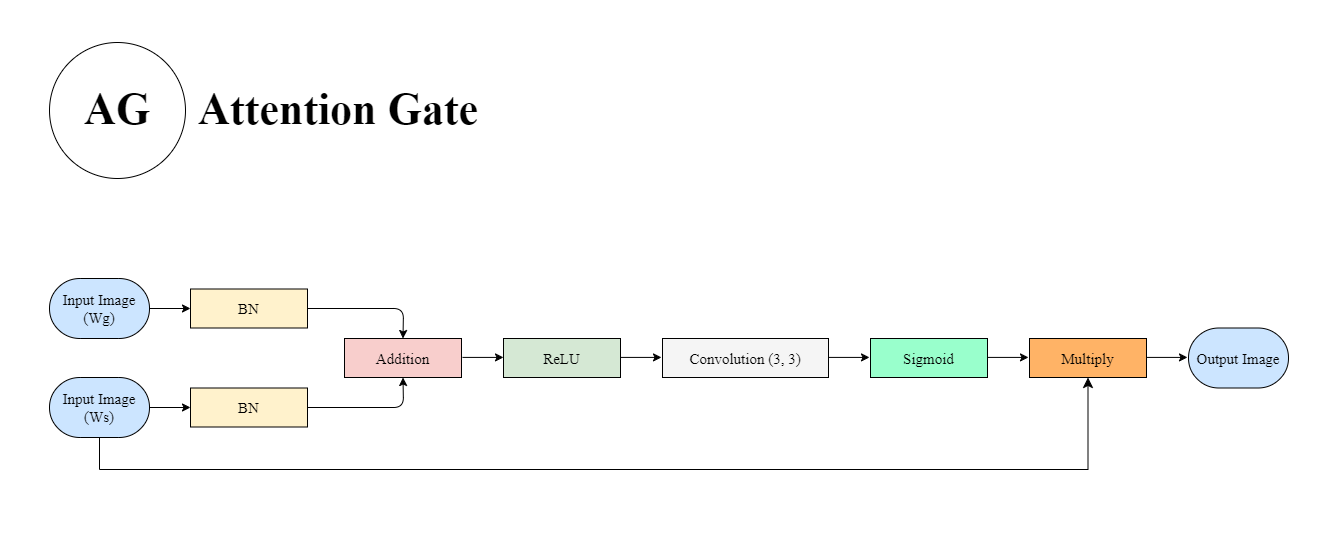 AG Attention Gate
Input Image
(Wg)
BN
Addition
ReLU
Convolution (3, 3)
Sigmoid
Multiply
Output Image
Input Image
(Ws)
BN